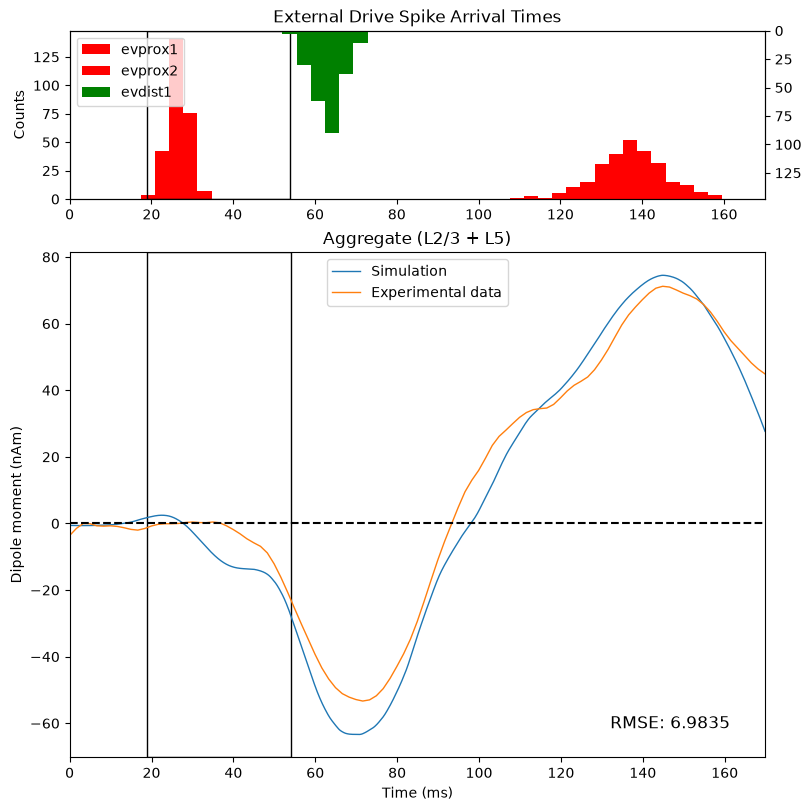 External Drive Spike Arrival Times
evprox1
evprox2
evdist1
Counts
0
25
50
75
100
125
0
25
50
75
100
125
0 20 40 60 80 100 120 140 160
Aggregate (L2/3 + L5)
Simulation
Experimental data
Dipole moment (nAm)
80
60
40
20
0
−20
−40
−60
RMSE: 6.9835
0 20 40 60 80 100 120 140 160
Time (ms)